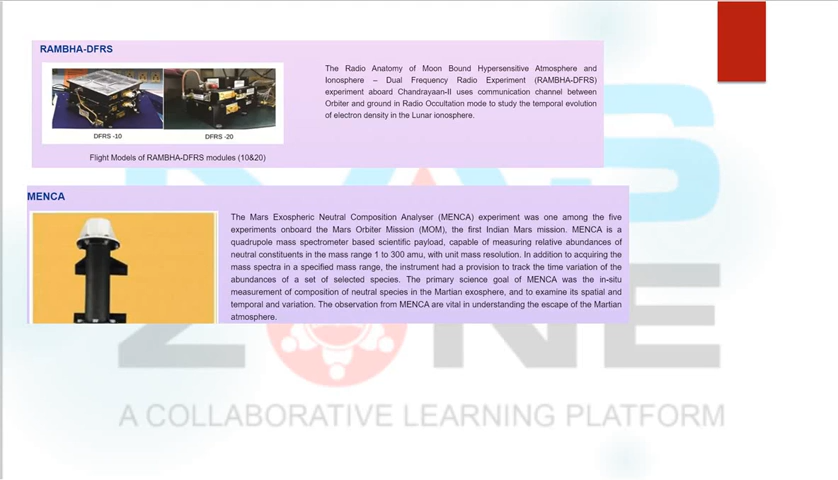 RAMBHA-DFRS
DFRS -10
DFRS -20
Flight Models of RAMBHA-DFRS modules (10&20)
The Radio Anatomy of Moon Bound Hypersensitive Atmosphere and
Ionosphere – Dual Frequency Radio Experiment (RAMBHA-DFRS)
experiment aboard Chandrayaan-II uses communication channel between
Orbiter and ground in Radio Occultation mode to study the temporal evolution
of electron density in the Lunar ionosphere.
MENCA
The Mars Exospheric Neutral Composition Analyser (MENCA) experiment was one among the five
experiments onboard the Mars Orbiter Mission (MOM), the first Indian Mars mission. MENCA is a
quadrupole mass spectrometer based scientific payload, capable of measuring relative abundances of
neutral constituents in the mass range 1 to 300 amu, with unit mass resolution. In addition to acquiring the
mass spectra in a specified mass range, the instrument had a provision to track the time variation of the
abundances of a set of selected species. The primary science goal of MENCA was the in-situ
measurement of composition of neutral species in the Martian exosphere, and to examine its spatial and
temporal and variation. The observation from MENCA are vital in understanding the escape of the Martian
atmosphere.
A COLLABORATIVE LEARNING PLATFORM